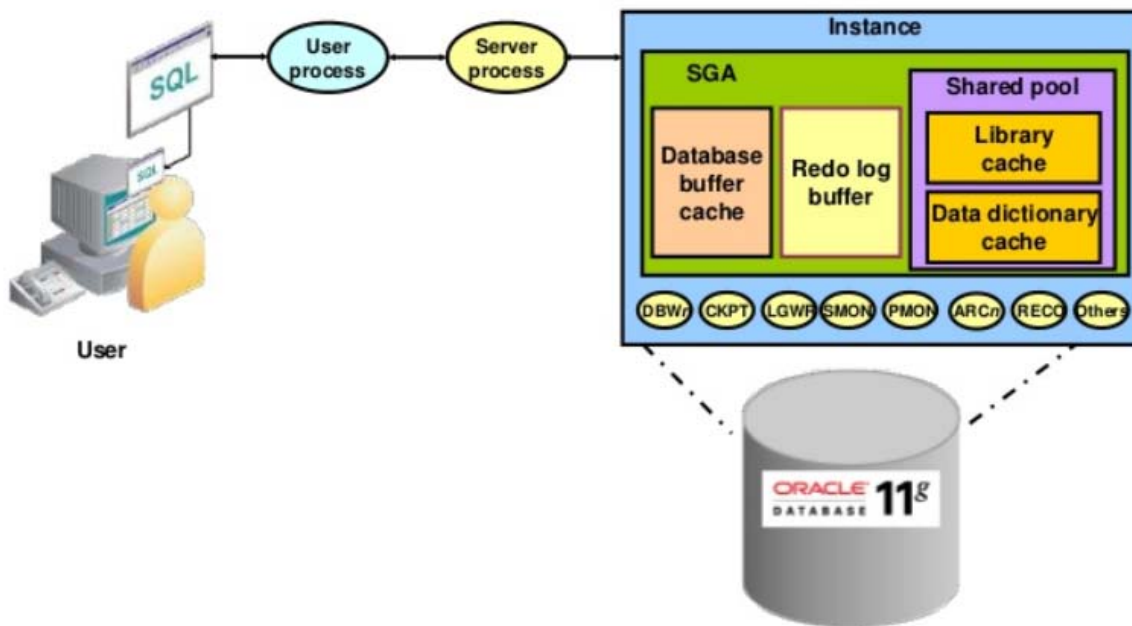 Instance
User
process
Server
process
SGA
Shared pool
SQL
SQL
Library
cache
Database
buffer
cache
Redo log
buffer
Data dictionary
cache
DBWn
CKPT
LGWR
SMON
PMON
ARCn
RECO
Others
User
ORACLE 11g
DATABASE